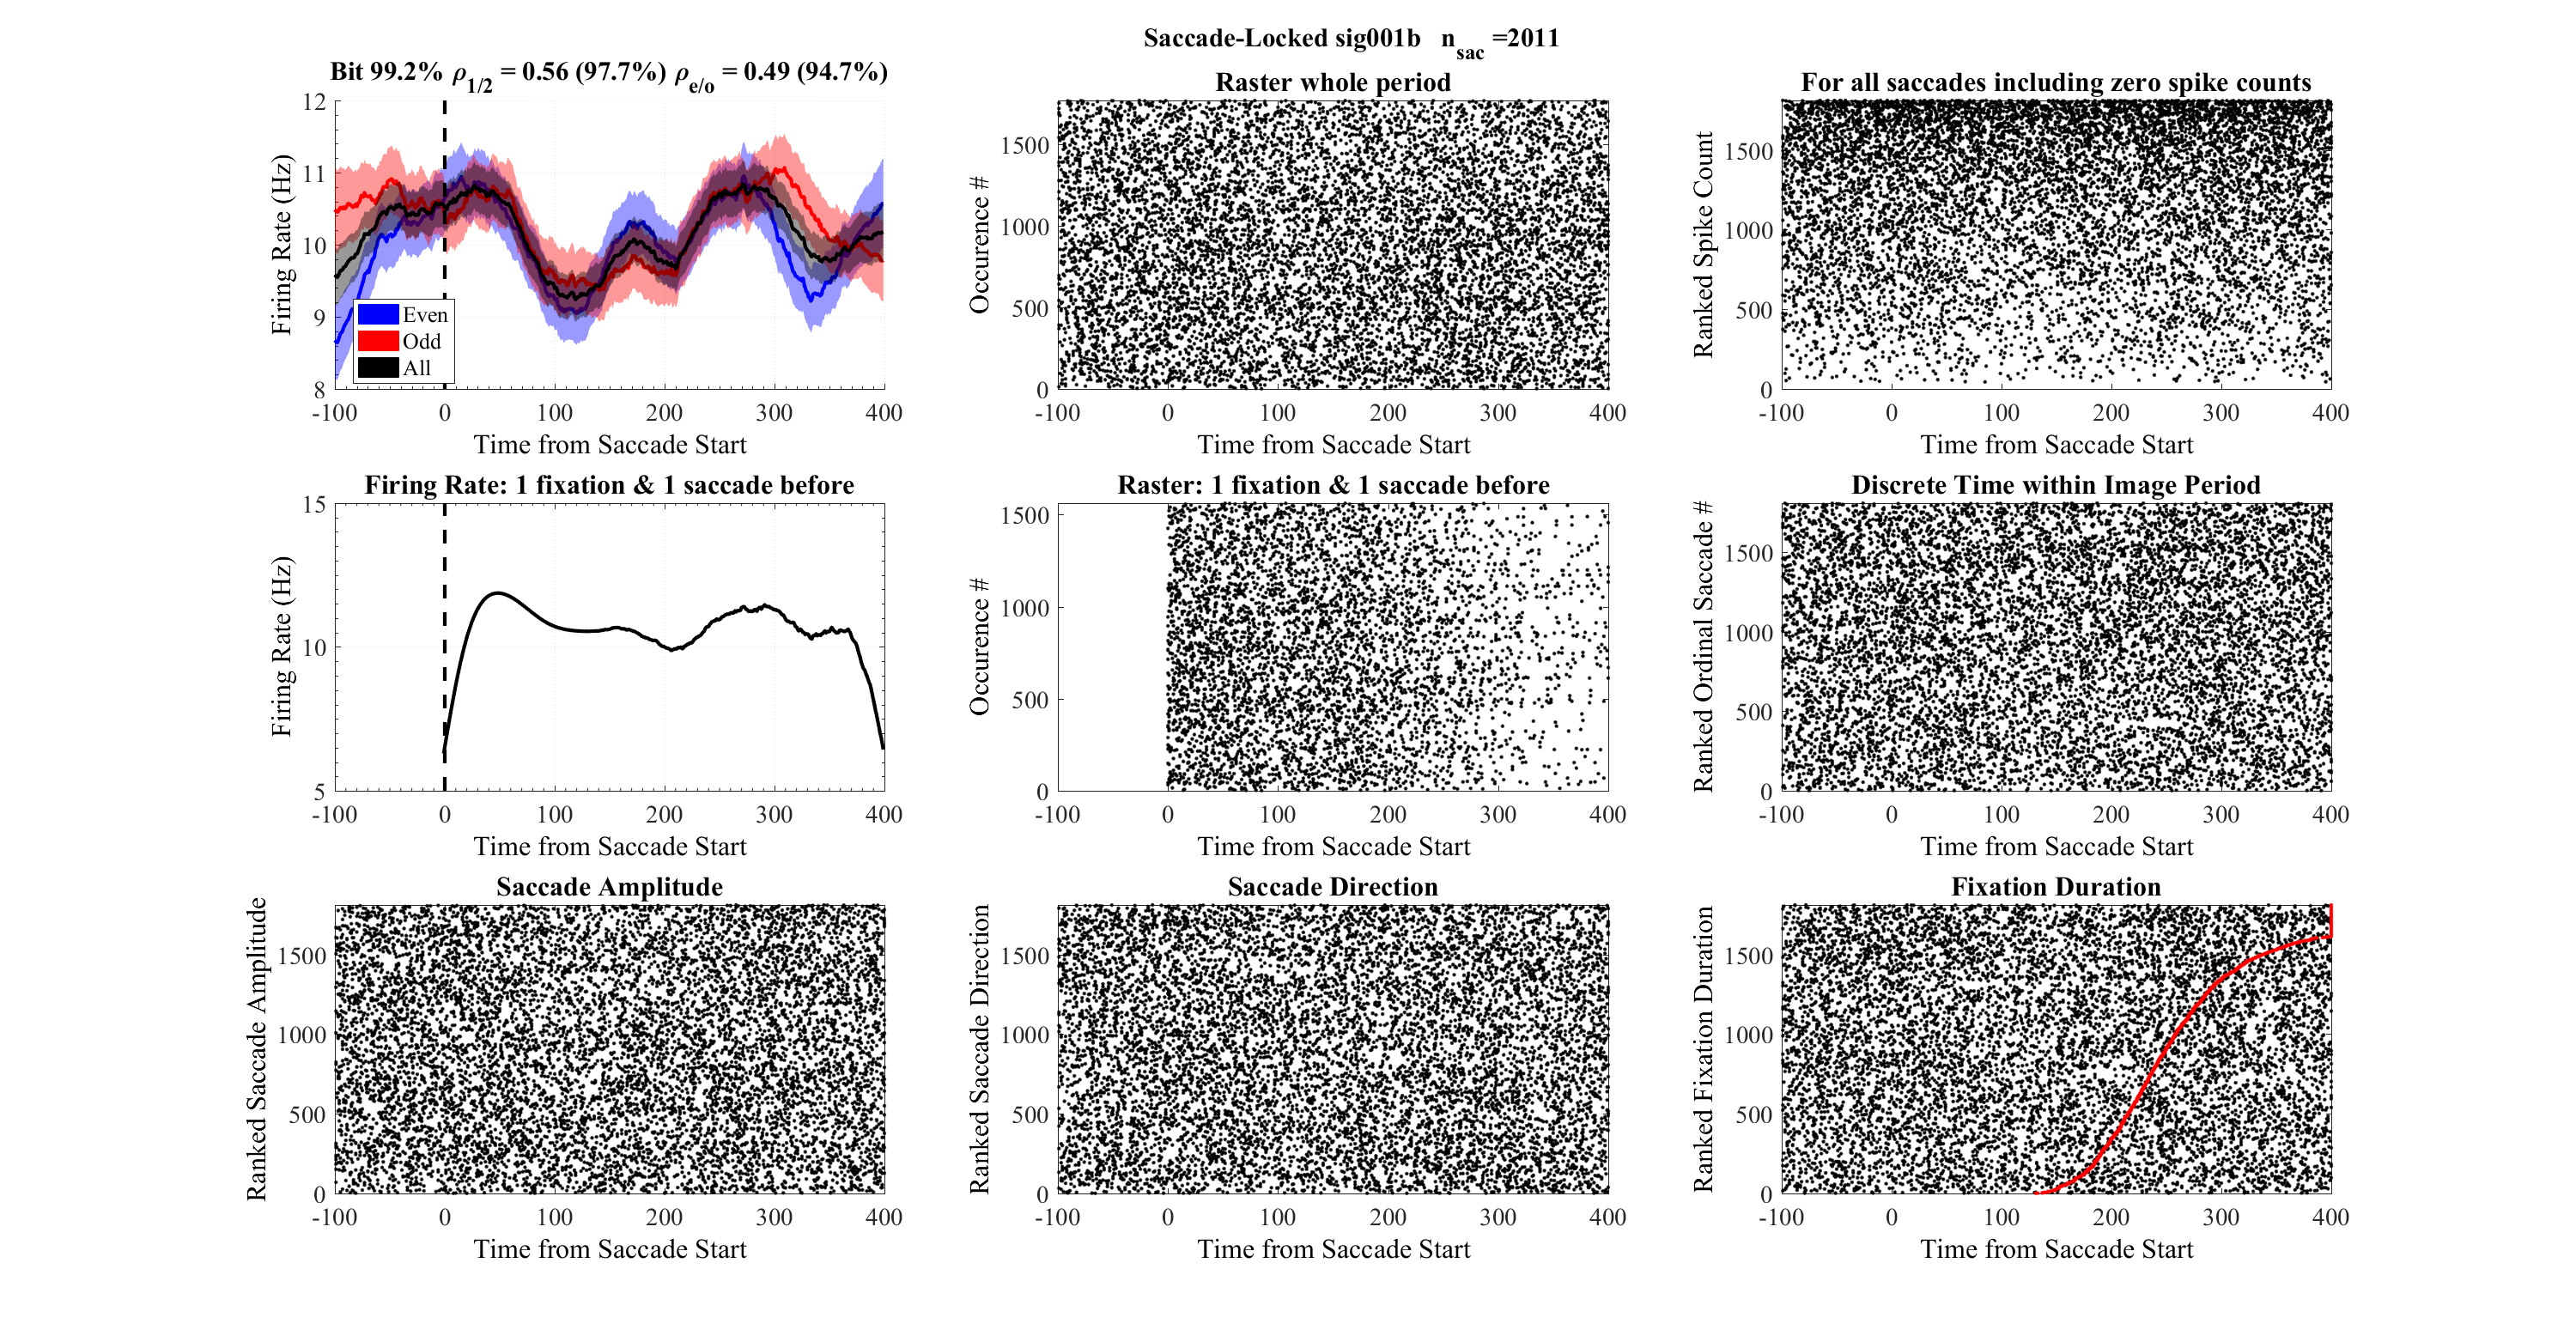 Saccade-Locked sig001b n_sac =2011
Bit 99.2% ρ_1/2 = 0.56 (97.7%) ρ_e/o = 0.49 (94.7%)
12
11
10
9
8
Firing Rate (Hz)
Even
Odd
All
-100 0 100 200 300 400
Time from Saccade Start
Raster whole period
1500
1000
500
0
Occurence #
-100 0 100 200 300 400
Time from Saccade Start
For all saccades including zero spike counts
1500
1000
500
0
Ranked Spike Count
-100 0 100 200 300 400
Time from Saccade Start
Firing Rate: 1 fixation & 1 saccade before
15
10
5
Firing Rate (Hz)
-100 0 100 200 300 400
Time from Saccade Start
Raster: 1 fixation & 1 saccade before
1500
1000
500
0
Occurence #
-100 0 100 200 300 400
Time from Saccade Start
Discrete Time within Image Period
1500
1000
500
0
Ranked Ordinal Saccade #
-100 0 100 200 300 400
Time from Saccade Start
Saccade Amplitude
1500
1000
500
0
Ranked Saccade Amplitude
-100 0 100 200 300 400
Time from Saccade Start
Saccade Direction
1500
1000
500
0
Ranked Saccade Direction
-100 0 100 200 300 400
Time from Saccade Start
Fixation Duration
1500
1000
500
0
Ranked Fixation Duration
-100 0 100 200 300 400
Time from Saccade Start